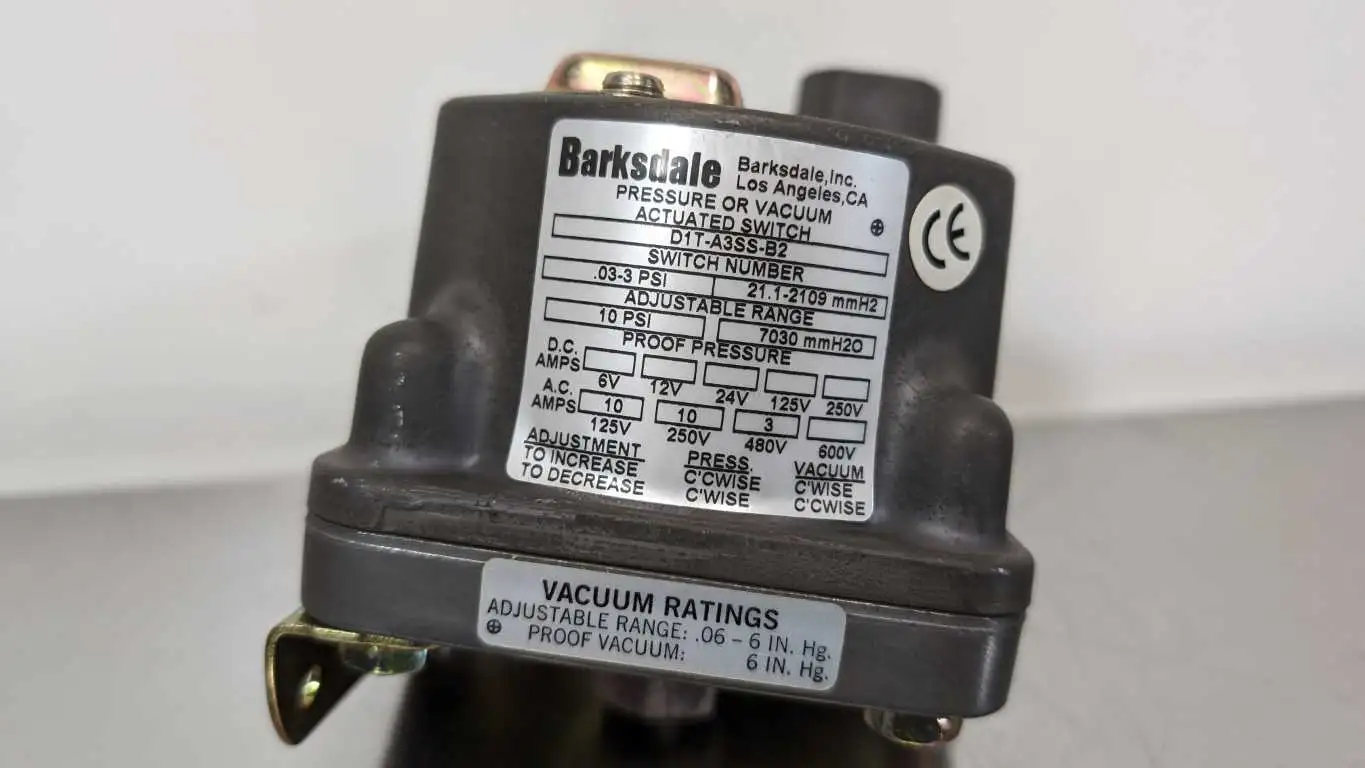 Barksdale
Barksdale,Inc.
Los Angeles,CA
PRESSURE OR VACUUM
ACTUATED SWITCH
D1T-A3SS-B2
SWITCH NUMBER
.03-3 PSI 21.1-2109 mmH2
ADJUSTABLE RANGE
10 PSI 7030 mmH2O
PROOF PRESSURE
D.C.
AMPS
6V 12V 24V 125V 250V
A.C.
AMPS 10 10 3
125V 250V 480V 600V
ADJUSTMENT PRESS. VACUUM
TO INCREASE C'CWISE C'WISE
TO DECREASE C'WISE C'CWISE
CE
VACUUM RATINGS
ADJUSTABLE RANGE: .06 – 6 IN. Hg.
PROOF VACUUM: 6 IN. Hg.